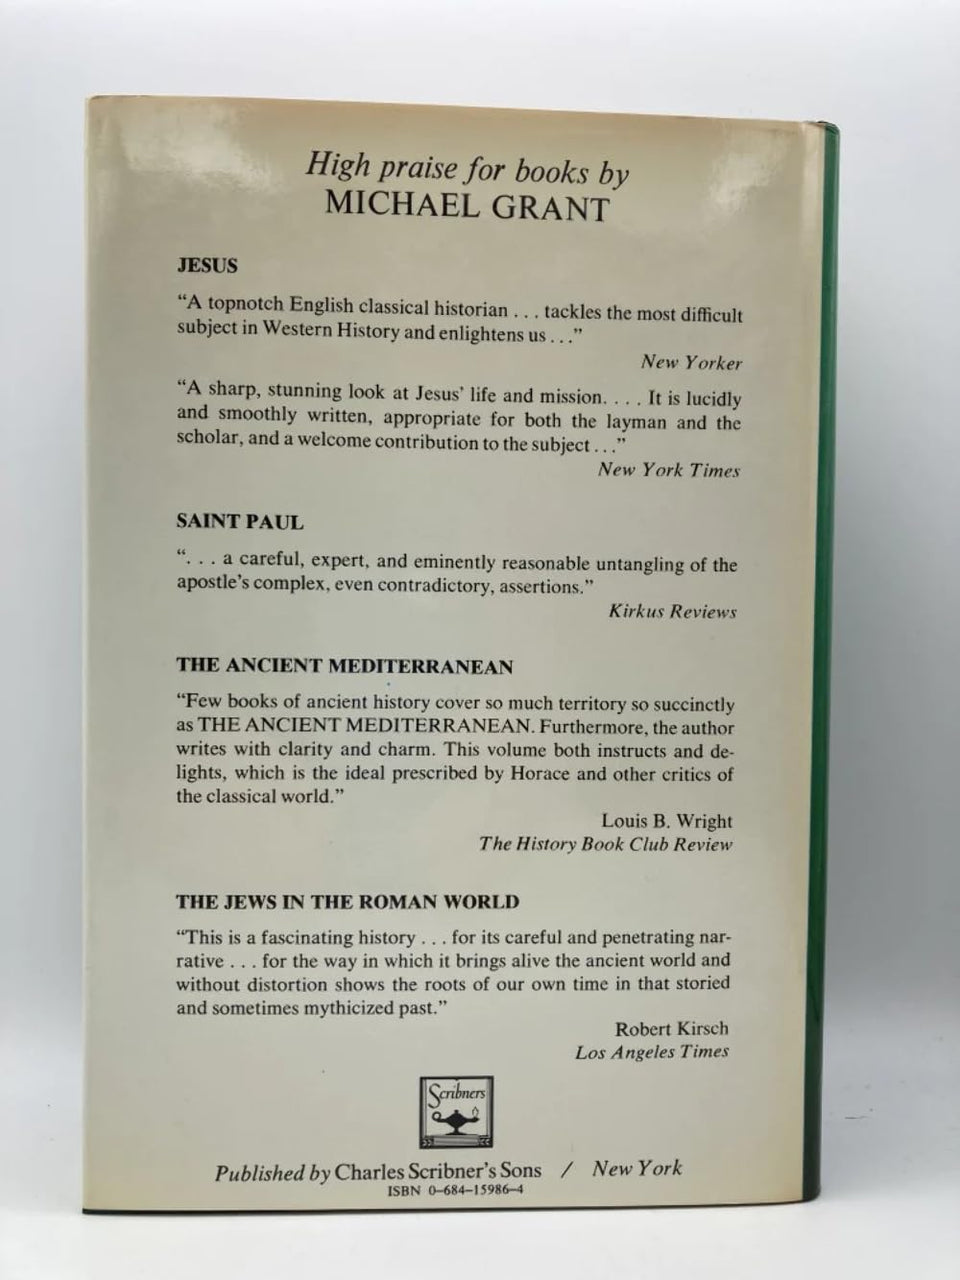 High praise for books by
MICHAEL GRANT
JESUS
“A topnotch English classical historian . . . tackles the most difficult
subject in Western History and enlightens us . . .”
New Yorker
“A sharp, stunning look at Jesus’ life and mission. . . . It is lucidly
and smoothly written, appropriate for both the layman and the
scholar, and a welcome contribution to the subject . . .”
New York Times
SAINT PAUL
“. . . a careful, expert, and eminently reasonable untangling of the
apostle’s complex, even contradictory, assertions.”
Kirkus Reviews
THE ANCIENT MEDITERRANEAN
“Few books of ancient history cover so much territory so succinctly
as THE ANCIENT MEDITERRANEAN. Furthermore, the author
writes with clarity and charm. This volume both instructs and de-
lights, which is the ideal prescribed by Horace and other critics of
the classical world.”
Louis B. Wright
The History Book Club Review
THE JEWS IN THE ROMAN WORLD
“This is a fascinating history . . . for its careful and penetrating nar-
rative . . . for the way in which it brings alive the ancient world and
without distortion shows the roots of our own time in that storied
and sometimes mythicized past.”
Robert Kirsch
Los Angeles Times
Scribners
Published by Charles Scribner’s Sons / New York
ISBN 0–684–15986–4